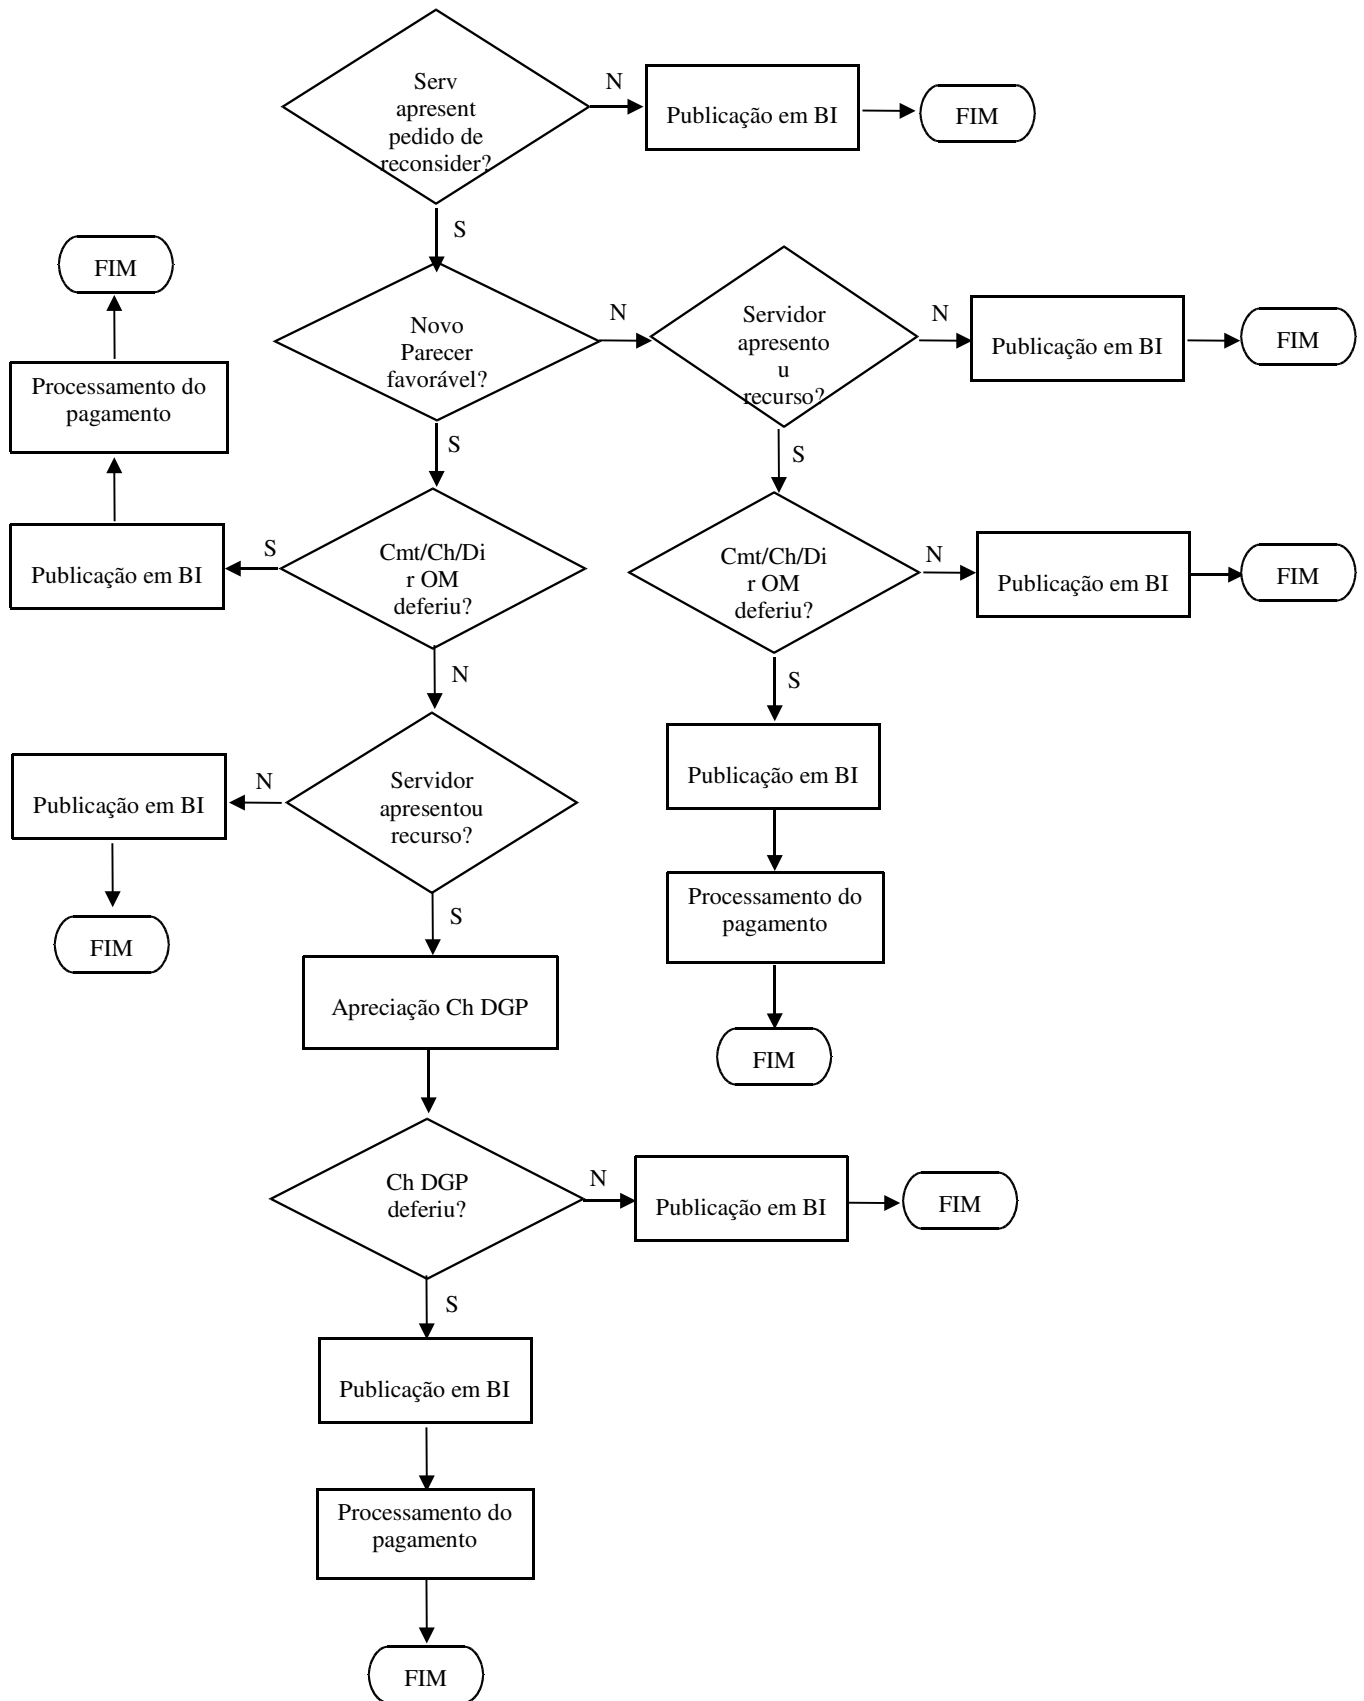 Serv
apresent
pedido de
reconsider?
N
Publicação em BI
FIM
S
FIM
Novo
Parecer
favorável?
N
Servidor
apresento
u
recurso?
N
Publicação em BI
FIM
Processamento do
pagamento
S
S
Publicação em BI
S
Cmt/Ch/Di
r OM
deferiu?
Cmt/Ch/Di
r OM
deferiu?
N
Publicação em BI
FIM
N
S
Publicação em BI
N
Servidor
apresentou
recurso?
Publicação em BI
FIM
S
Processamento do
pagamento
Apreciação Ch DGP
FIM
Ch DGP
deferiu?
N
Publicação em BI
FIM
S
Publicação em BI
Processamento do
pagamento
FIM